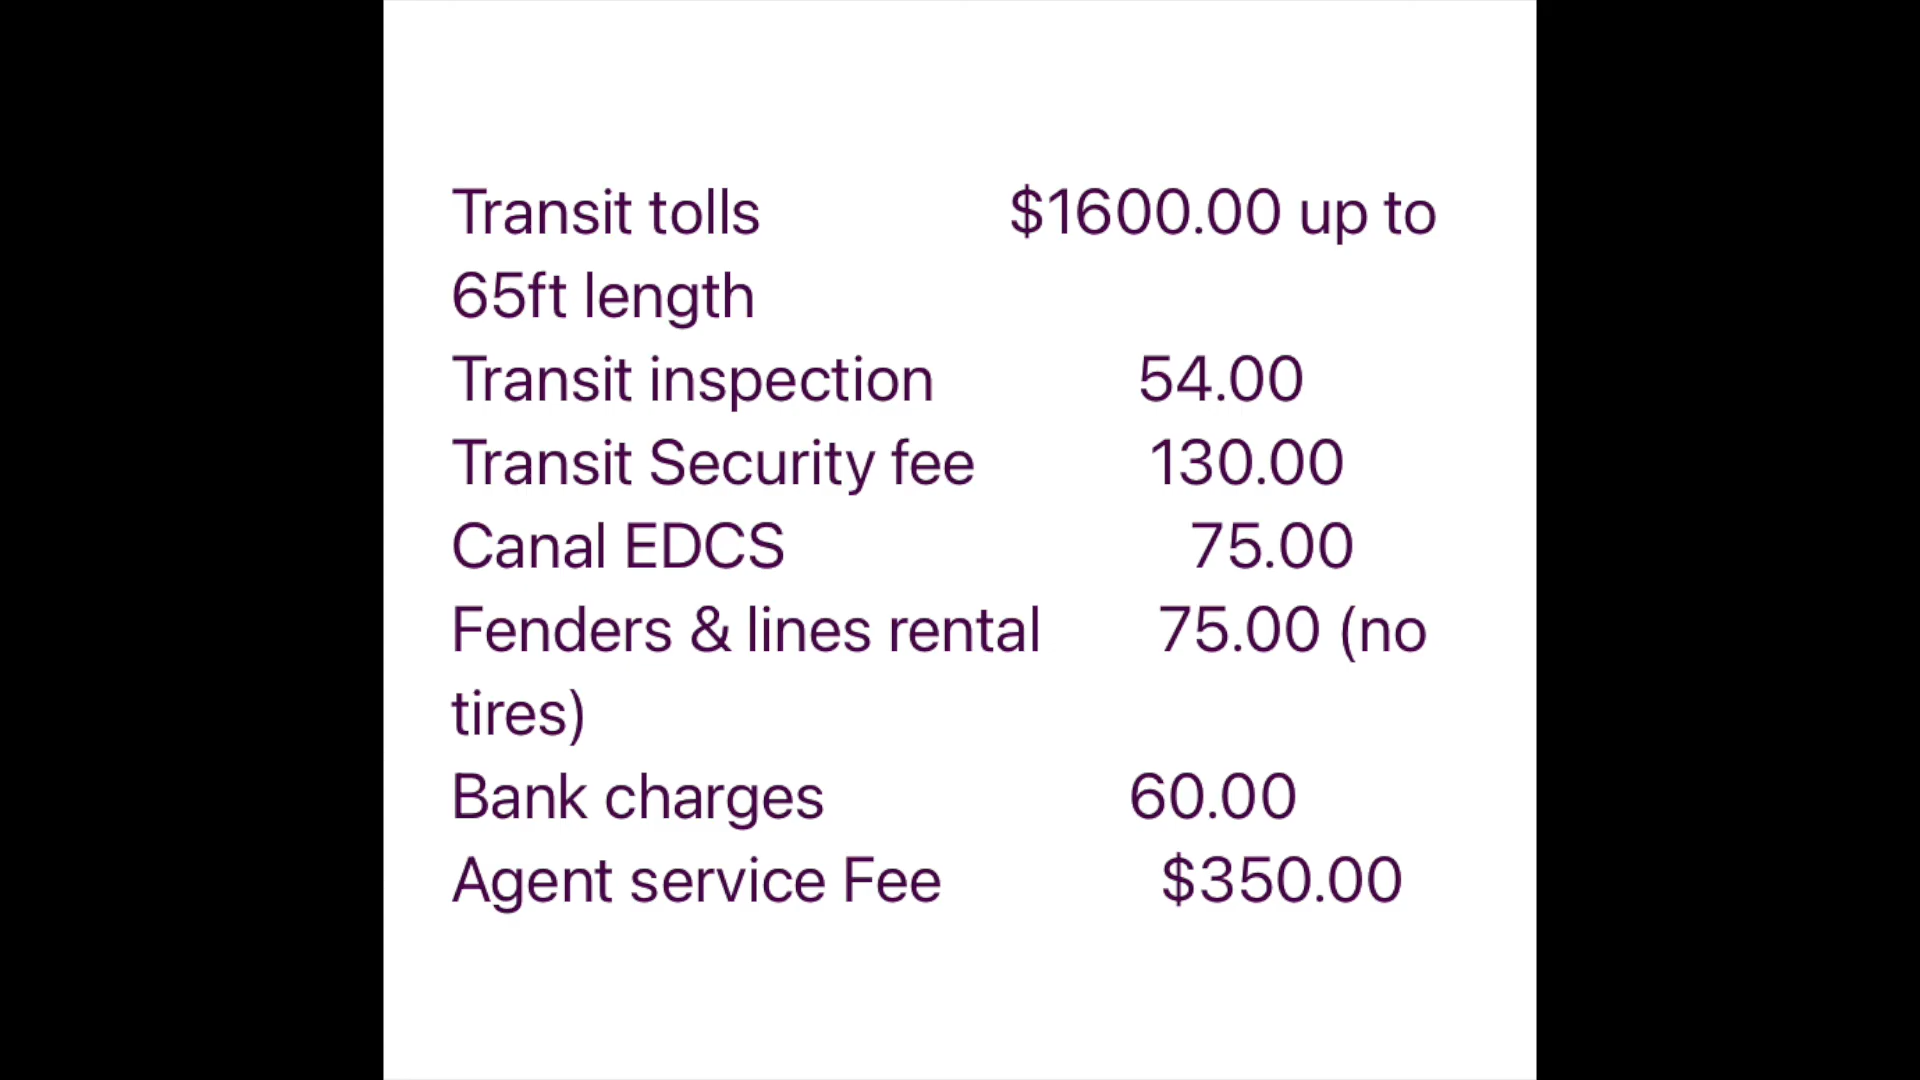 Transit tolls $1600.00 up to
65ft length
Transit inspection 54.00
Transit Security fee 130.00
Canal EDCS 75.00
Fenders & lines rental 75.00 (no
tires)
Bank charges 60.00
Agent service Fee $350.00